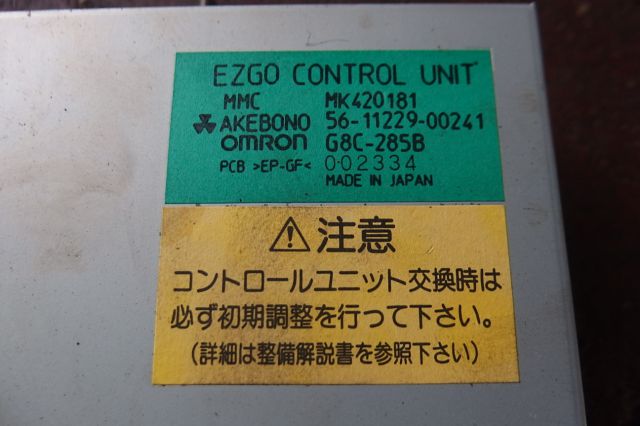 EZGO CONTROL UNIT
MMC MK420181
AKEBONO 56-11229-00241
OMRON G8C-285B
PCB >EP-GF< 0-02334
MADE IN JAPAN
⚠注意
コントロールユニット交換時は
必ず初期調整を行って下さい。
(詳細は整備解説書を参照下さい)